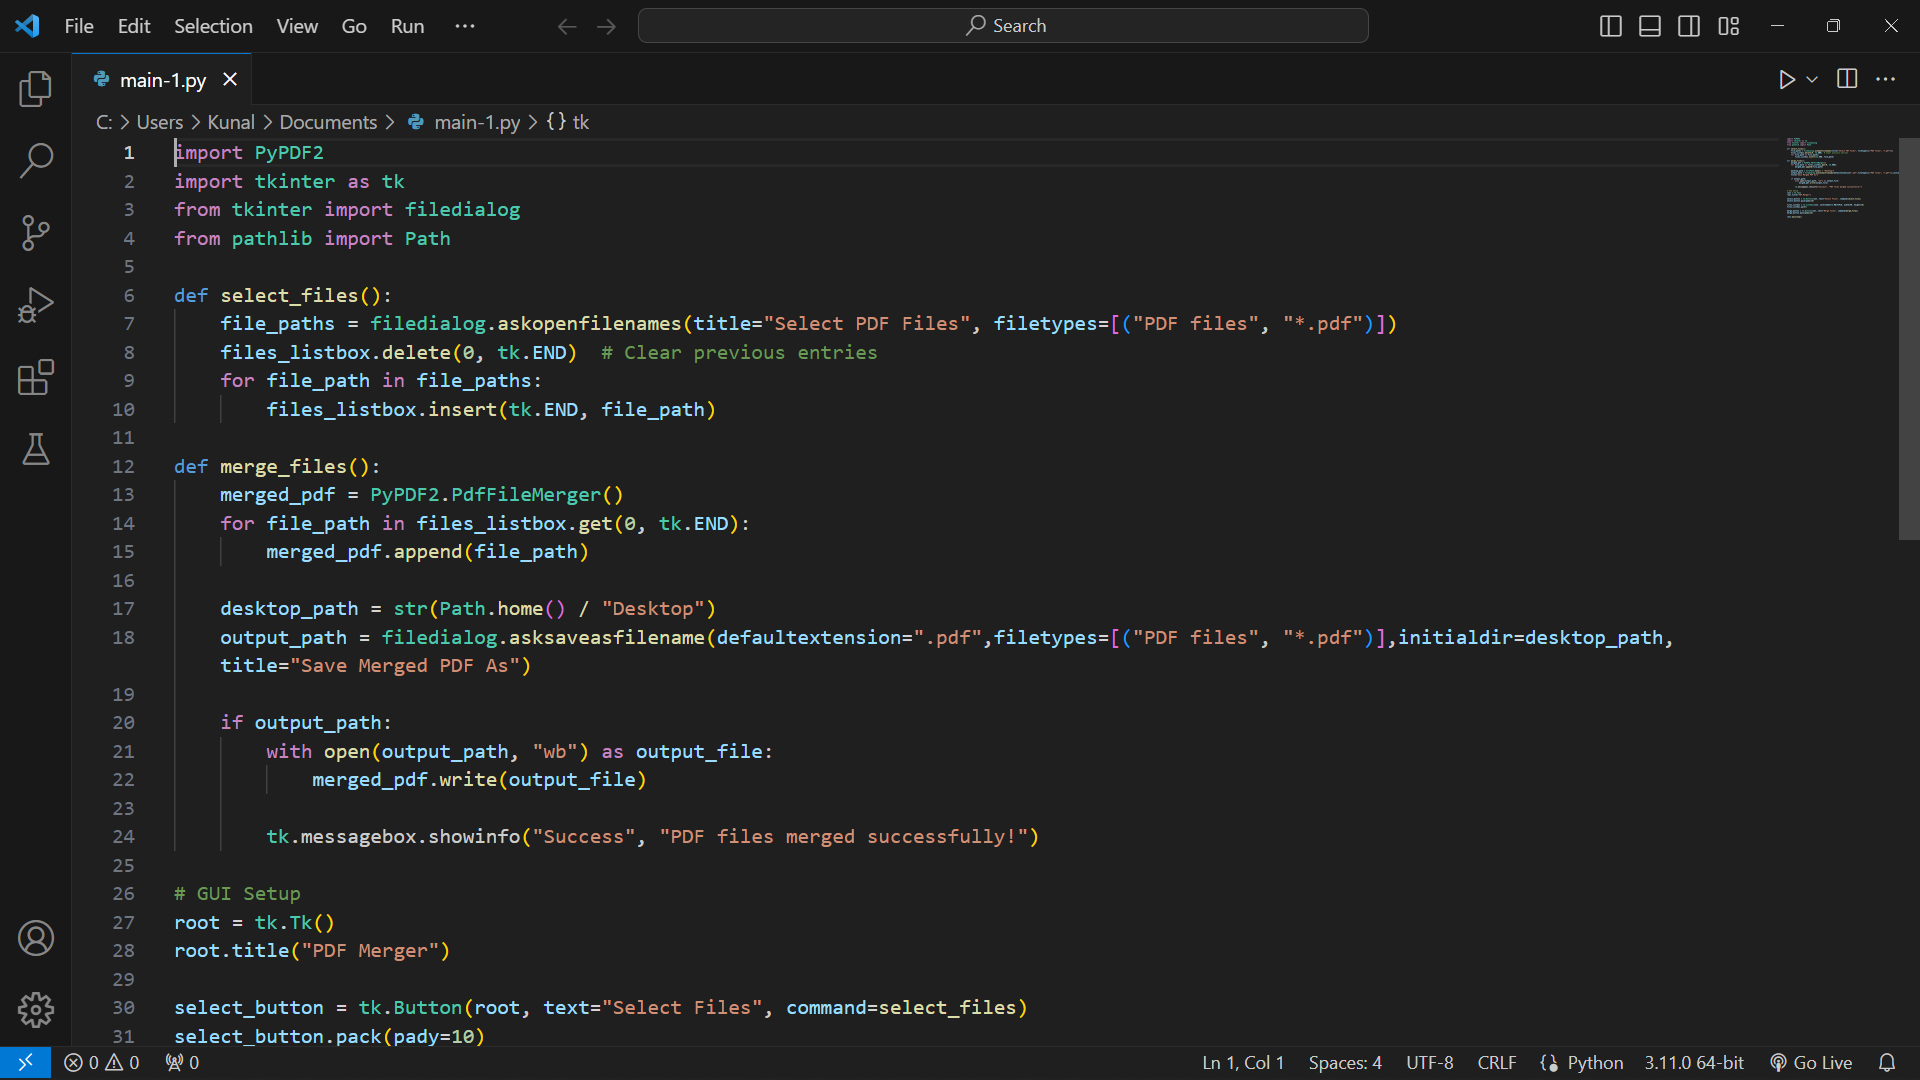 File Edit Selection View Go Run ··· Search
main-1.py
C: > Users > Kunal > Documents > main-1.py > {} tk
1 import PyPDF2
2 import tkinter as tk
3 from tkinter import filedialog
4 from pathlib import Path
5
6 def select_files():
7 file_paths = filedialog.askopenfilenames(title="Select PDF Files", filetypes=[("PDF files", "*.pdf")])
8 files_listbox.delete(0, tk.END)  # Clear previous entries
9 for file_path in file_paths:
10 files_listbox.insert(tk.END, file_path)
11
12 def merge_files():
13 merged_pdf = PyPDF2.PdfFileMerger()
14 for file_path in files_listbox.get(0, tk.END):
15 merged_pdf.append(file_path)
16
17 desktop_path = str(Path.home() / "Desktop")
18 output_path = filedialog.asksaveasfilename(defaultextension=".pdf",filetypes=[("PDF files", "*.pdf")],initialdir=desktop_path,
title="Save Merged PDF As")
19
20 if output_path:
21 with open(output_path, "wb") as output_file:
22 merged_pdf.write(output_file)
23
24 tk.messagebox.showinfo("Success", "PDF files merged successfully!")
25
26 # GUI Setup
27 root = tk.Tk()
28 root.title("PDF Merger")
29
30 select_button = tk.Button(root, text="Select Files", command=select_files)
31 select_button.pack(pady=10)
0 0 0 Ln 1, Col 1 Spaces: 4 UTF-8 CRLF {} Python 3.11.0 64-bit Go Live